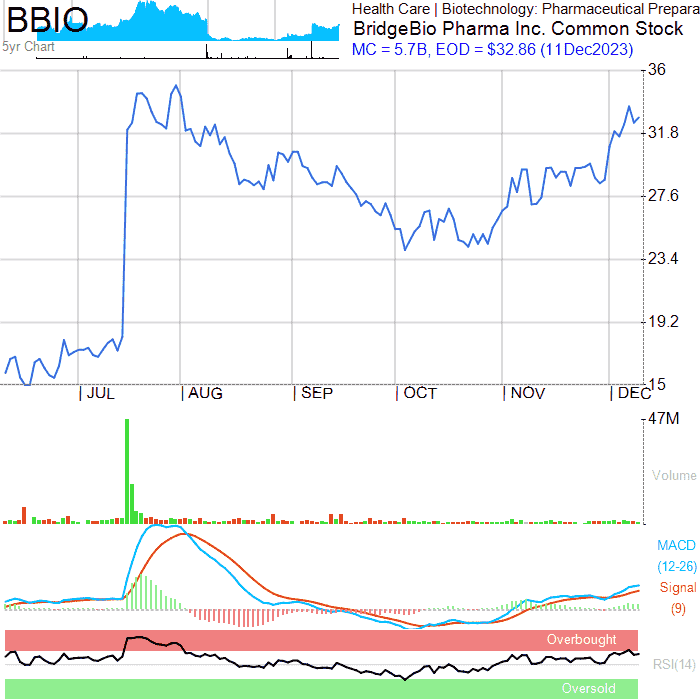 BBIO
5yr Chart
Health Care | Biotechnology: Pharmaceutical Prepara
BridgeBio Pharma Inc. Common Stock
MC = 5.7B, EOD = $32.86 (11Dec2023)
36
31.8
27.6
23.4
19.2
15
| JUL | AUG | SEP | OCT | NOV | DEC
47M
Volume
MACD
(12-26)
Signal
(9)
Overbought
RSI(14)
Oversold